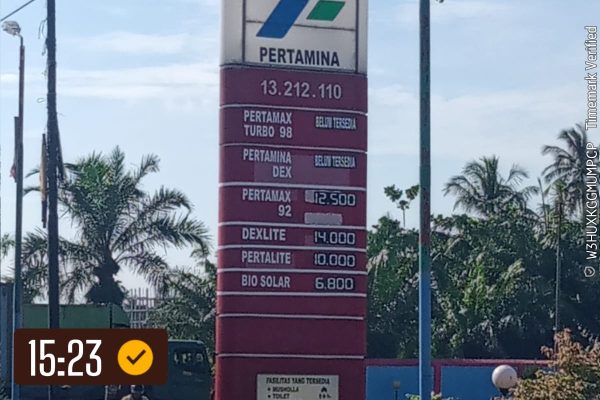 PERTAMINA
13.212.110
PERTAMAX TURBO 98 BELUM TERSEDIA
PERTAMINA DEX BELUM TERSEDIA
PERTAMAX 92 12.500
DEXLITE 14.000
PERTALITE 10.000
BIO SOLAR 6.800
FASILITAS YANG TERSEDIA
• MUSHOLLA
• TOILET
15:23
© W3HUXKGGMUMPCP Timemark Verified